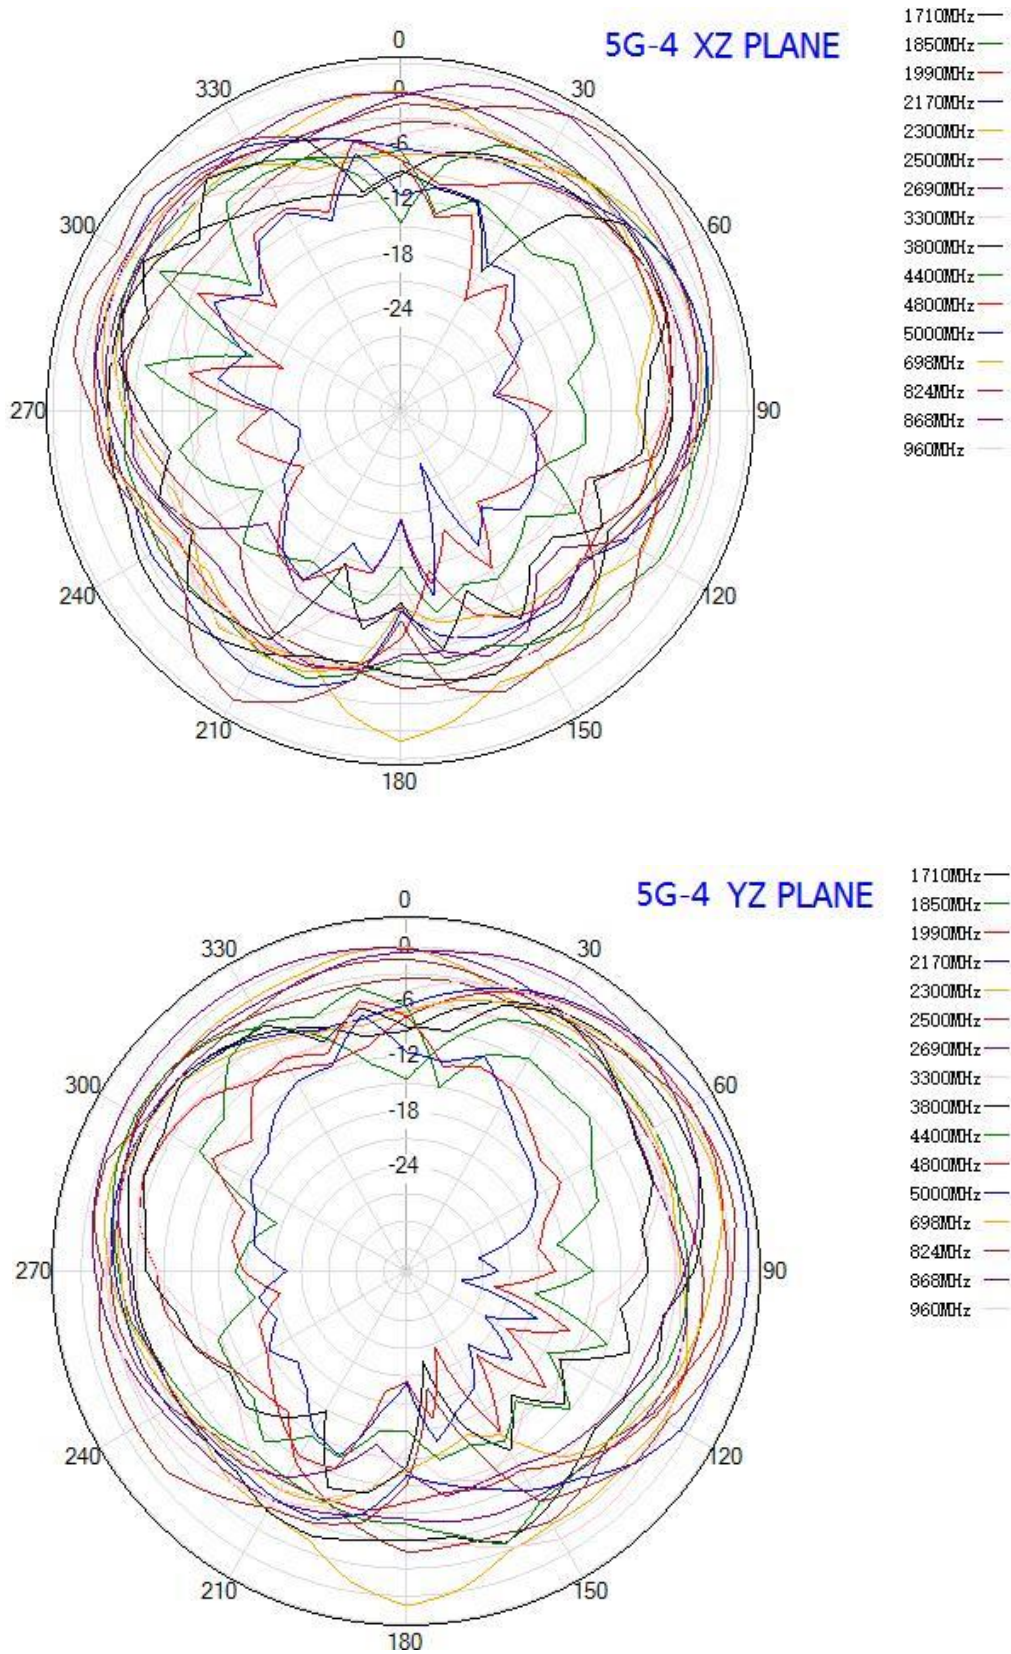 5G-4 XZ PLANE
0
30
60
90
120
150
180
210
240
270
300
330
0
-6
-12
-18
-24
1710MHz
1850MHz
1990MHz
2170MHz
2300MHz
2500MHz
2690MHz
3300MHz
3800MHz
4400MHz
4800MHz
5000MHz
698MHz
824MHz
868MHz
960MHz
5G-4 YZ PLANE
0
30
60
90
120
150
180
210
240
270
300
330
0
-6
-12
-18
-24
1710MHz
1850MHz
1990MHz
2170MHz
2300MHz
2500MHz
2690MHz
3300MHz
3800MHz
4400MHz
4800MHz
5000MHz
698MHz
824MHz
868MHz
960MHz